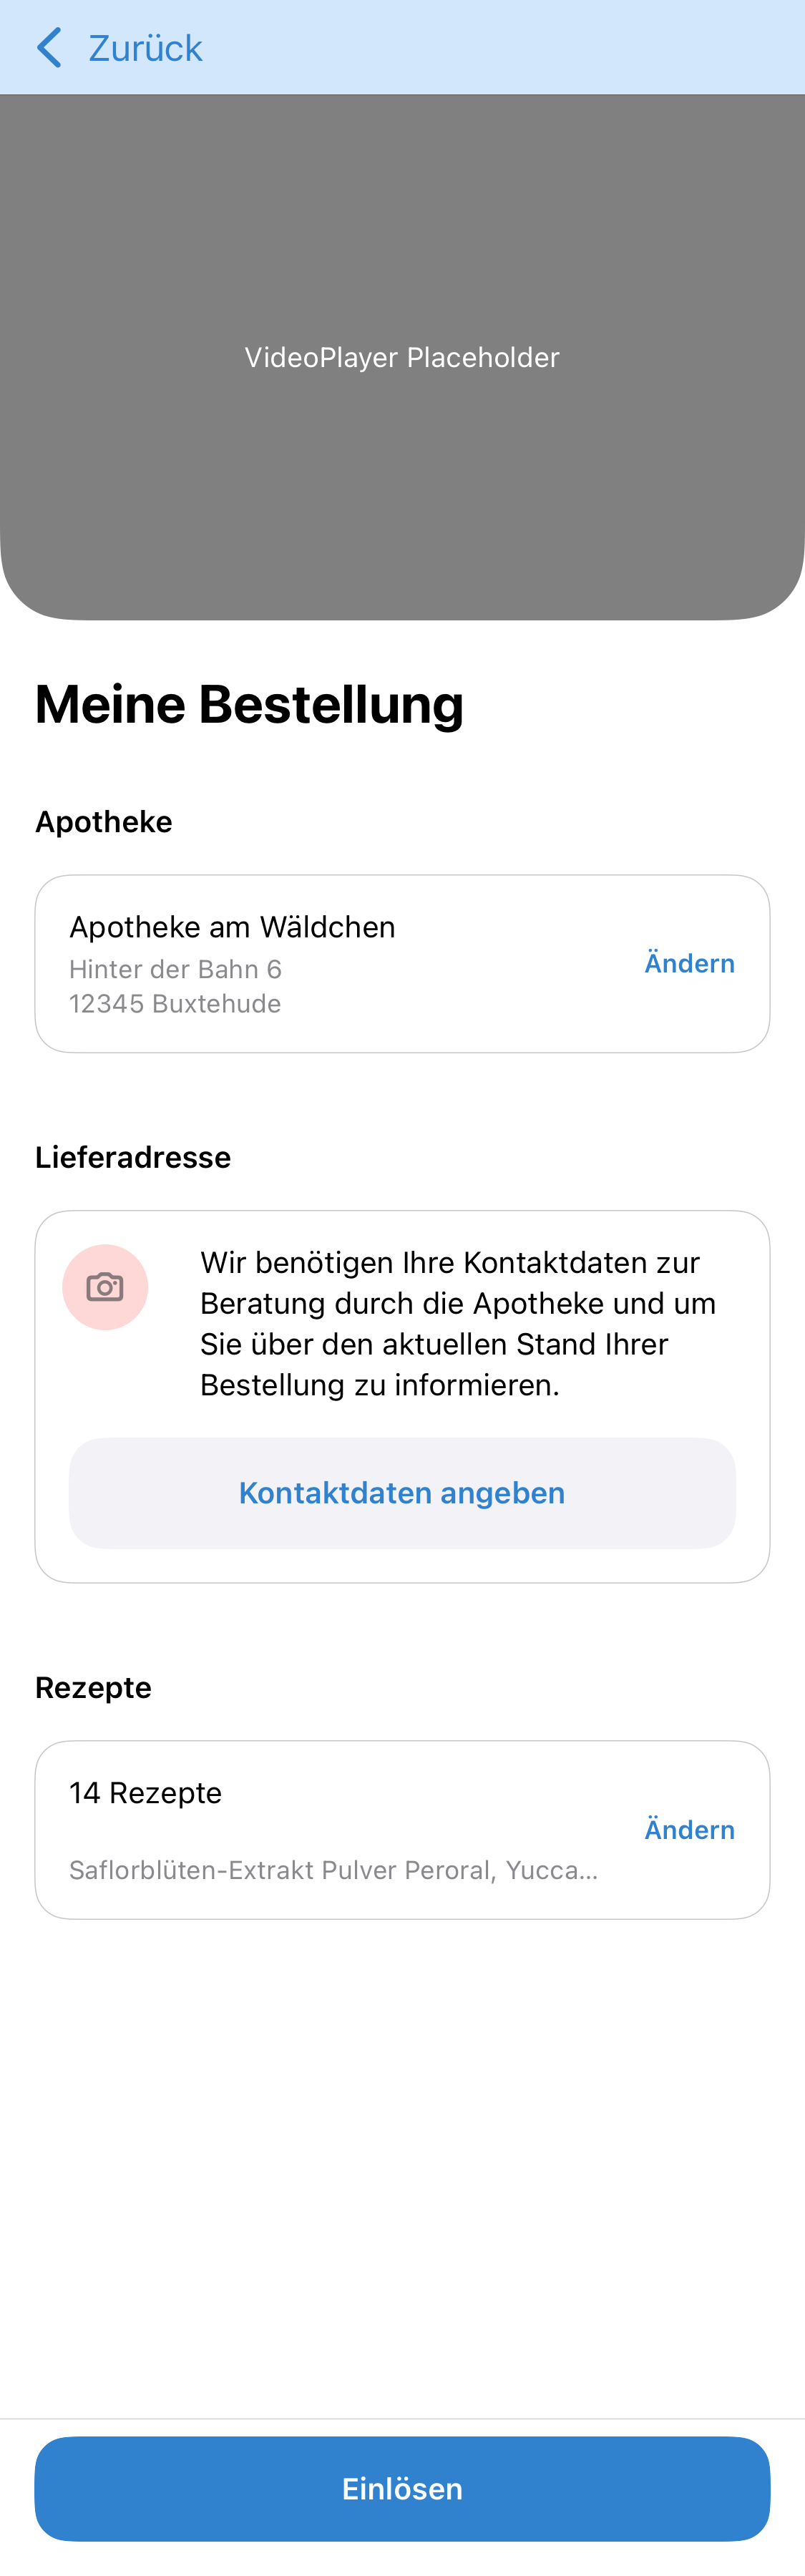 Zurück
VideoPlayer Placeholder
Meine Bestellung
Apotheke
Apotheke am Wäldchen
Hinter der Bahn 6
12345 Buxtehude
Ändern
Lieferadresse
Wir benötigen Ihre Kontaktdaten zur
Beratung durch die Apotheke und um
Sie über den aktuellen Stand Ihrer
Bestellung zu informieren.
Kontaktdaten angeben
Rezepte
14 Rezepte
Ändern
Saflorblüten-Extrakt Pulver Peroral, Yucca...
Einlösen